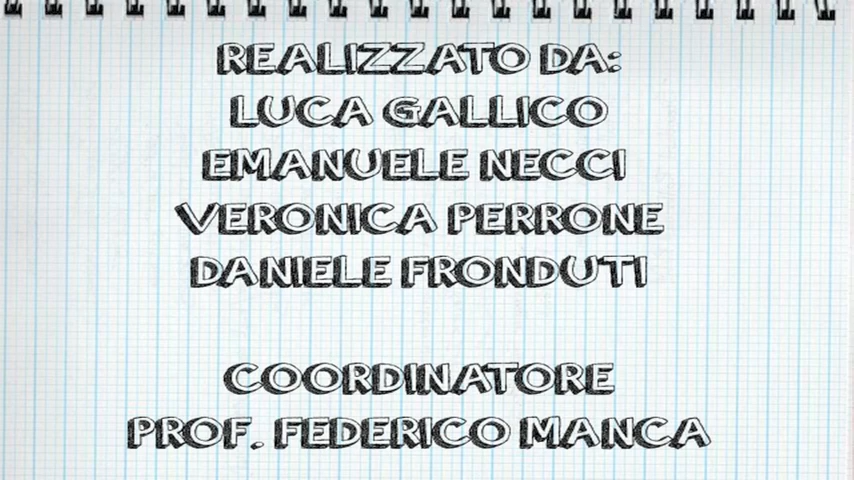 REALIZZATO DA:
LUCA GALLICO
EMANUELE NECCI
VERONICA PERRONE
DANIELE FRONDUTI
COORDINATORE
PROF. FEDERICO MANCA